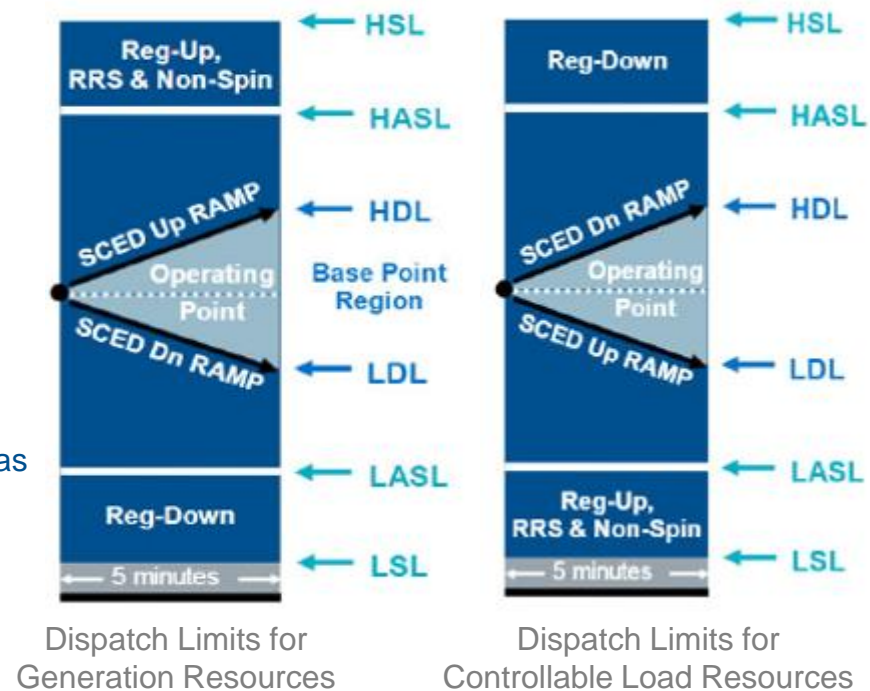 Reg-Up,
RRS & Non-Spin
HSL
HASL
SCED Up RAMP
HDL
Operating
Point
Base Point
Region
SCED Dn RAMP
LDL
LASL
Reg-Down
LSL
5 minutes
Dispatch Limits for
Generation Resources
as
Reg-Down
HSL
HASL
SCED Dn RAMP
HDL
Operating
Point
SCED Up RAMP
LDL
LASL
Reg-Up,
RRS & Non-Spin
LSL
5 minutes
Dispatch Limits for
Controllable Load Resources